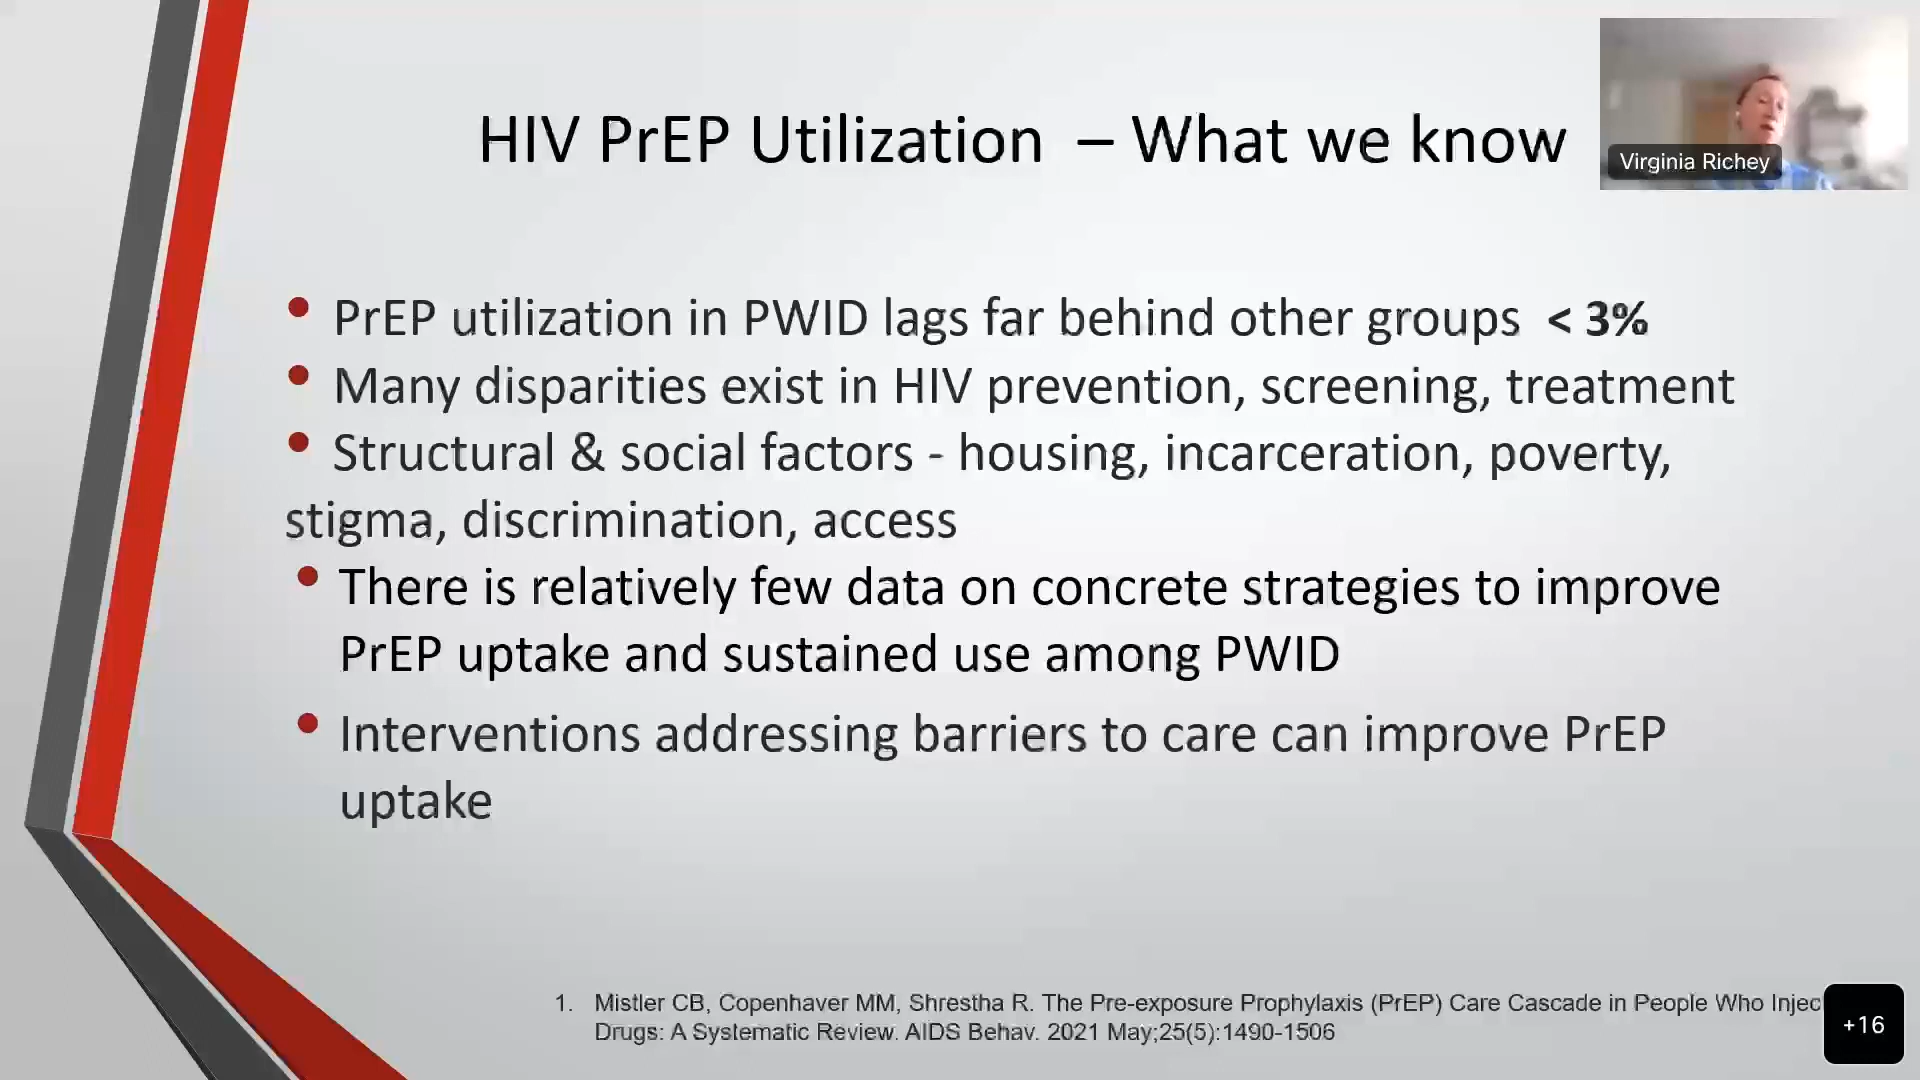 HIV PrEP Utilization – What we know
Virginia Richey
• PrEP utilization in PWID lags far behind other groups < 3%
• Many disparities exist in HIV prevention, screening, treatment
• Structural & social factors - housing, incarceration, poverty,
stigma, discrimination, access
• There is relatively few data on concrete strategies to improve
PrEP uptake and sustained use among PWID
• Interventions addressing barriers to care can improve PrEP
uptake
1. Mistler CB, Copenhaver MM, Shrestha R. The Pre-exposure Prophylaxis (PrEP) Care Cascade in People Who Injec
Drugs: A Systematic Review. AIDS Behav. 2021 May;25(5):1490-1506
+16